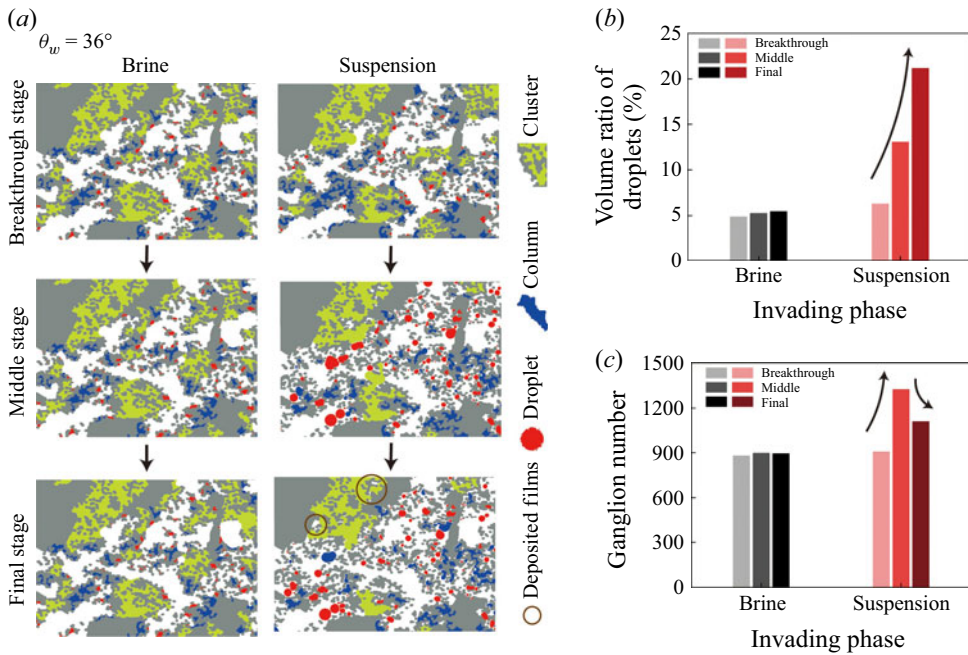 (a)
θw = 36°
Brine
Suspension
Breakthrough stage
Middle stage
Final stage
Cluster
Column
Droplet
Deposited films
(b)
25
20
15
10
5
0
Volume ratio of
droplets (%)
Breakthrough
Middle
Final
Brine
Suspension
Invading phase
(c)
1500
1200
900
600
300
0
Ganglion number
Breakthrough
Middle
Final
Brine
Suspension
Invading phase